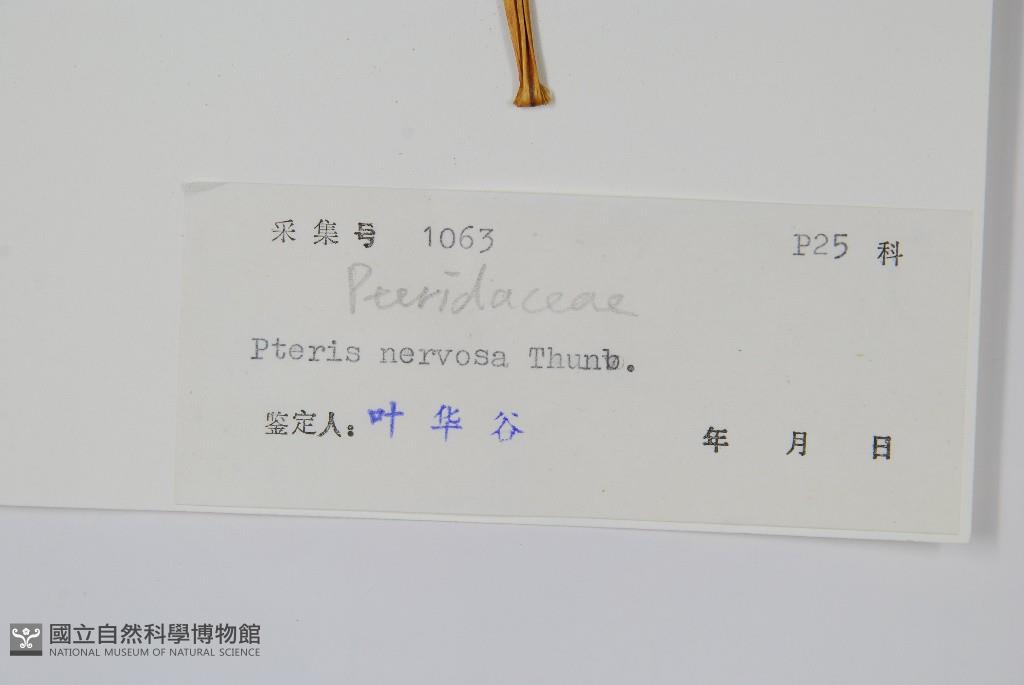 采集号 1063 P25 科
Pteridaceae
Pteris nervosa Thunb.
鉴定人：叶华谷 年 月 日
國立自然科學博物館
NATIONAL MUSEUM OF NATURAL SCIENCE